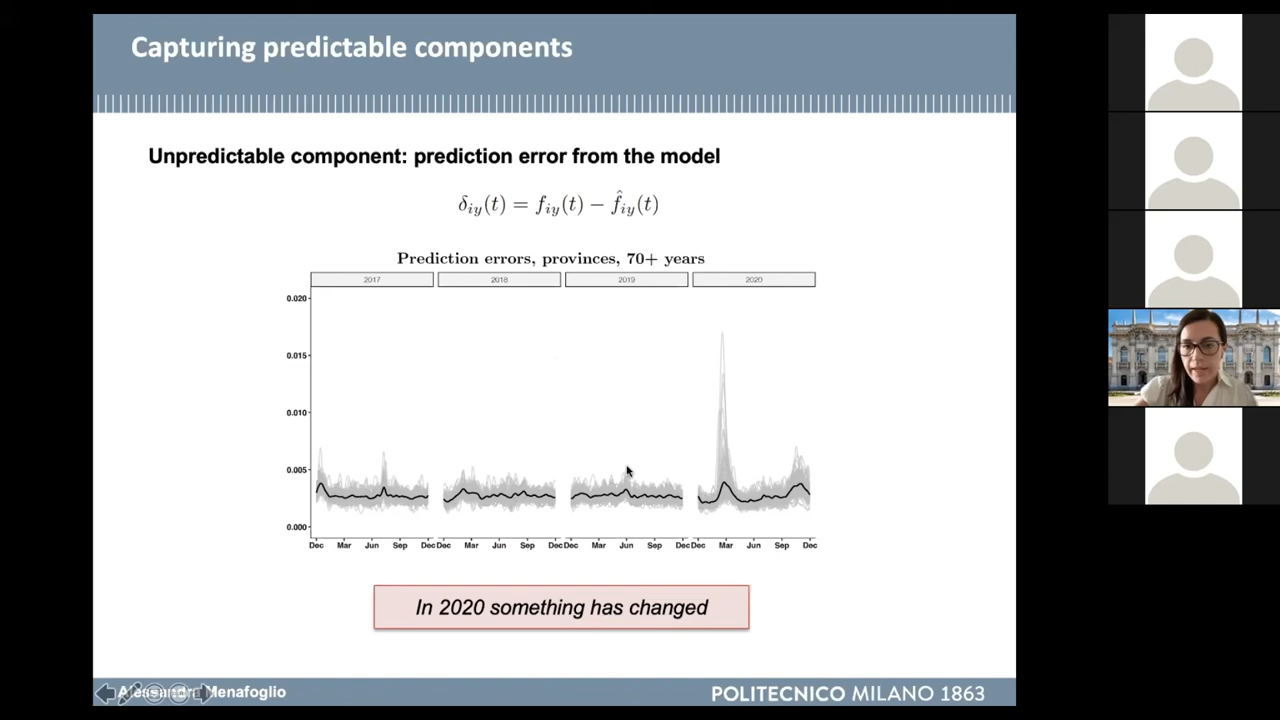 Capturing predictable components
Unpredictable component: prediction error from the model
δiy(t) = fiy(t) − f̂iy(t)
Prediction errors, provinces, 70+ years
2017 2018 2019 2020
0.020
0.015
0.010
0.005
0.000
Dec Mar Jun Sep Dec Dec Mar Jun Sep Dec Dec Mar Jun Sep Dec Dec Mar Jun Sep Dec
In 2020 something has changed
Alessandra Menafoglio
POLITECNICO MILANO 1863